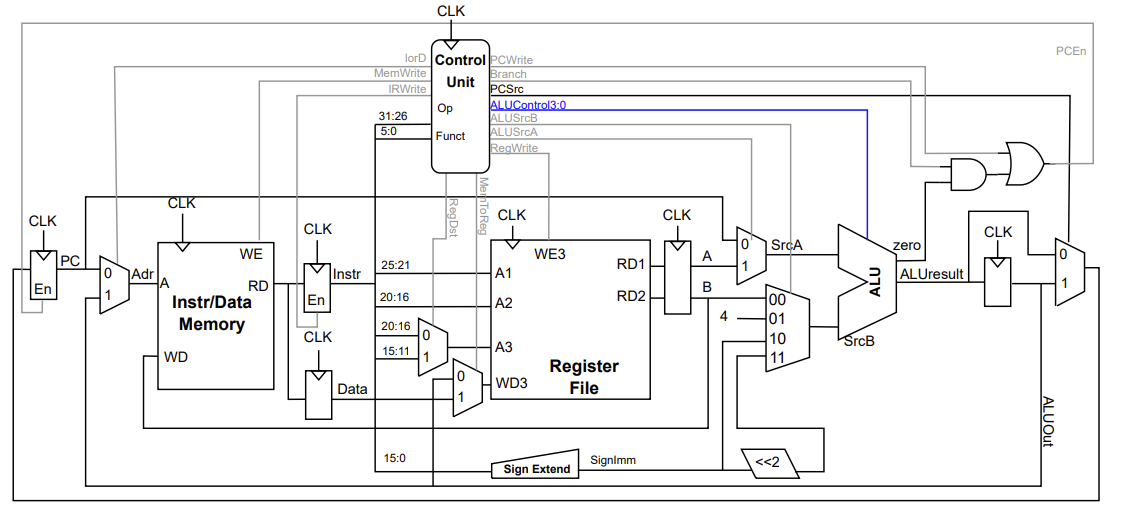 CLK
PCEn
IorD
Control
PCWrite
MemWrite
Unit
Branch
IRWrite
PCSrc
Op
ALUControl3:0
31:26
ALUSrcB
5:0
Funct
ALUSrcA
RegWrite
MemToReg
RegDst
CLK
CLK
CLK
CLK
CLK
CLK
PC
En
0
1
Adr
A
WE
RD
Instr/Data
Memory
WD
Instr
En
CLK
Data
25:21
20:16
20:16
15:11
0
1
0
1
A1
A2
A3
WD3
WE3
RD1
RD2
Register
File
A
B
4
0
1
SrcA
00
01
10
11
SrcB
ALU
zero
ALUresult
0
1
ALUOut
15:0
Sign Extend
SignImm
<<2